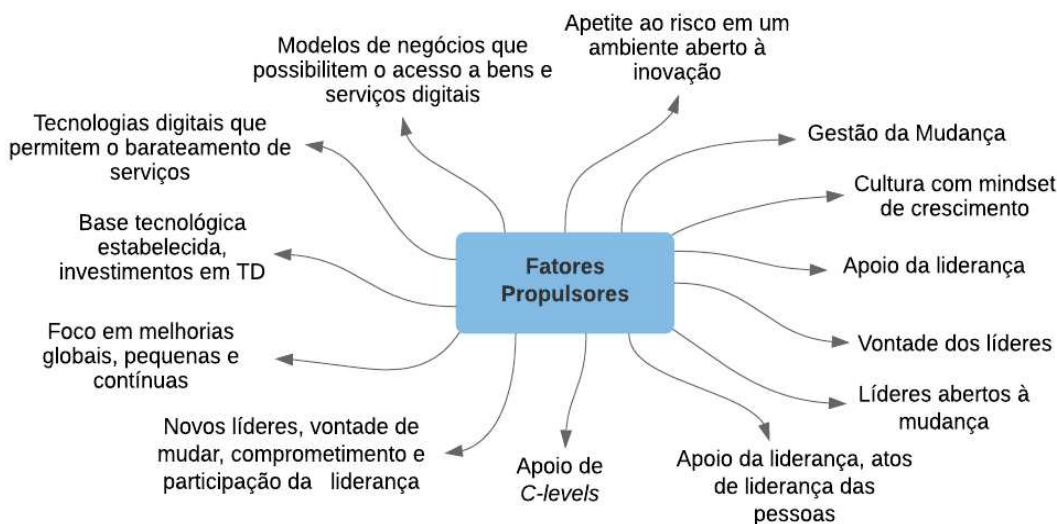 Modelos de negócios que
possibilitem o acesso a bens e
serviços digitais
Apetite ao risco em um
ambiente aberto à
inovação
Tecnologias digitais que
permitem o barateamento de
serviços
Gestão da Mudança
Cultura com mindset
de crescimento
Base tecnológica
estabelecida,
investimentos em TD
Fatores
Propulsores
Apoio da liderança
Foco em melhorias
globais, pequenas e
contínuas
Vontade dos líderes
Líderes abertos à
mudança
Novos líderes, vontade de
mudar, comprometimento e
participação da liderança
Apoio de
C-levels
Apoio da liderança, atos
de liderança das
pessoas